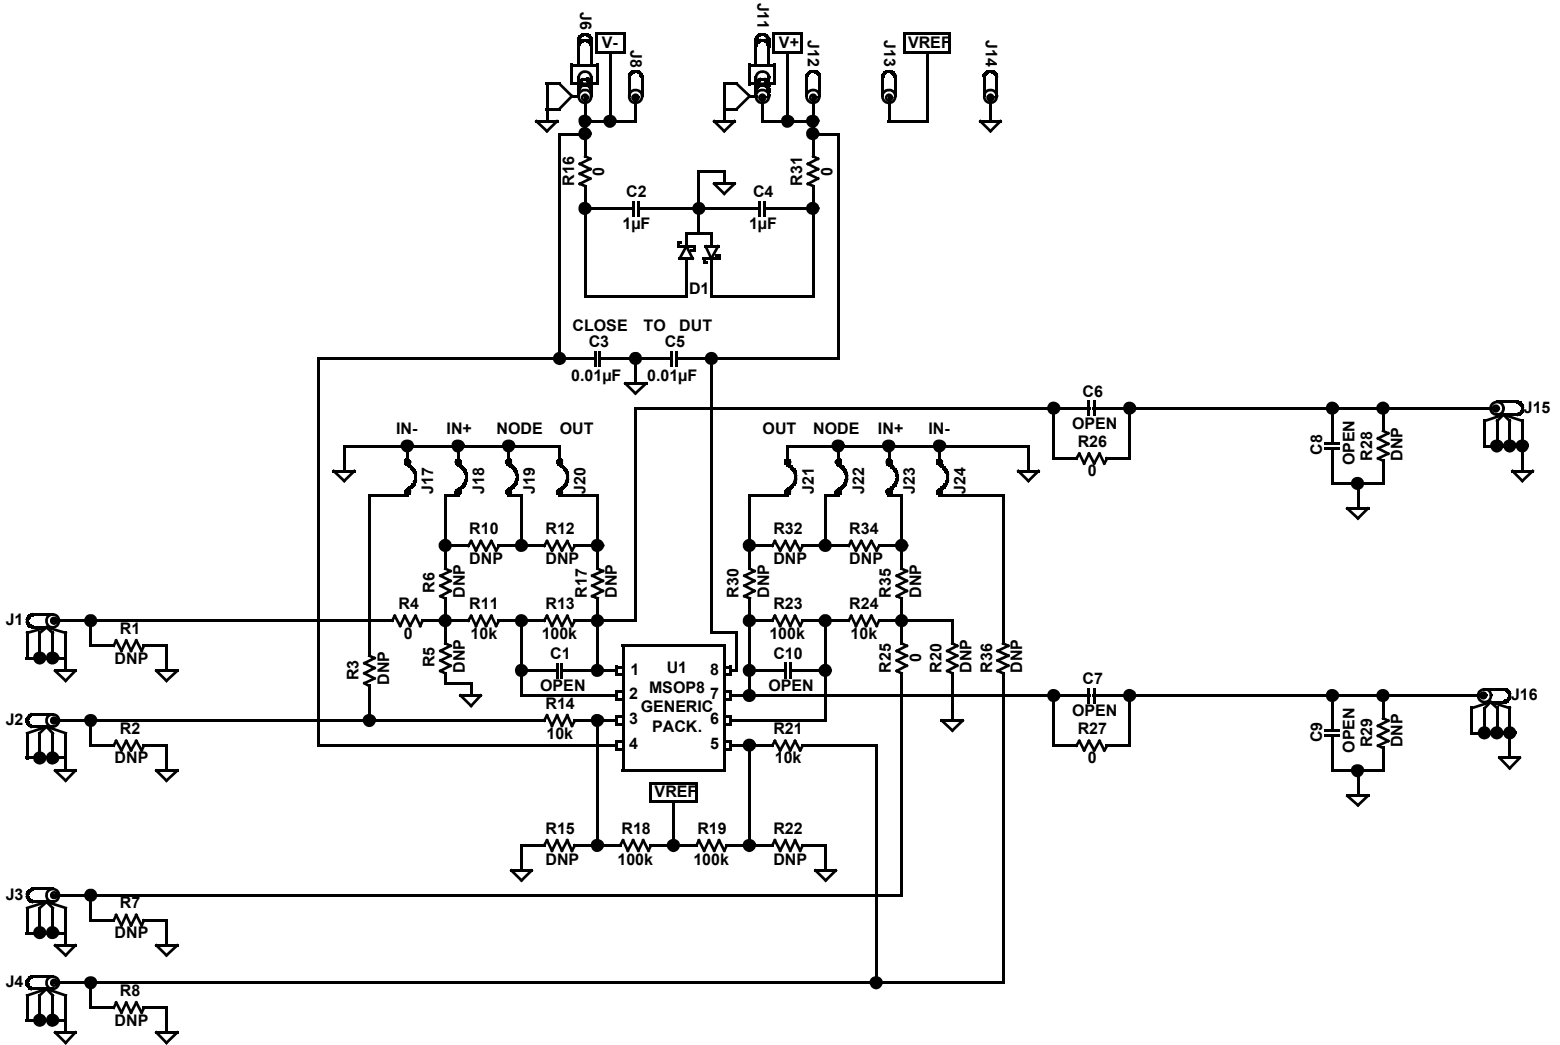 J6
V-
J8
J11
V+
J12
J13
VREF
J14
R16
0
R31
0
C2
1µF
C4
1µF
D1
CLOSE TO DUT
C3
C5
0.01µF
0.01µF
IN-
IN+
NODE
OUT
OUT
NODE
IN+
IN-
J17
J18
J19
J20
J21
J22
J23
J24
C6
OPEN
R26
0
C8
OPEN
R28
DNP
J15
R10
DNP
R12
DNP
R32
DNP
R34
DNP
R6
DNP
R17
DNP
R30
DNP
R35
DNP
J1
R1
DNP
R4
0
R11
10k
R13
100k
R23
100k
R24
10k
R3
DNP
R5
DNP
C1
OPEN
1
U1
8
C10
OPEN
R25
0
R20
DNP
R36
DNP
2
MSOP8
7
GENERIC
3
PACK.
6
4
5
J2
R2
DNP
R14
10k
R21
10k
C7
OPEN
R27
0
C9
OPEN
R29
DNP
J16
VREF
R15
DNP
R18
100k
R19
100k
R22
DNP
J3
R7
DNP
J4
R8
DNP